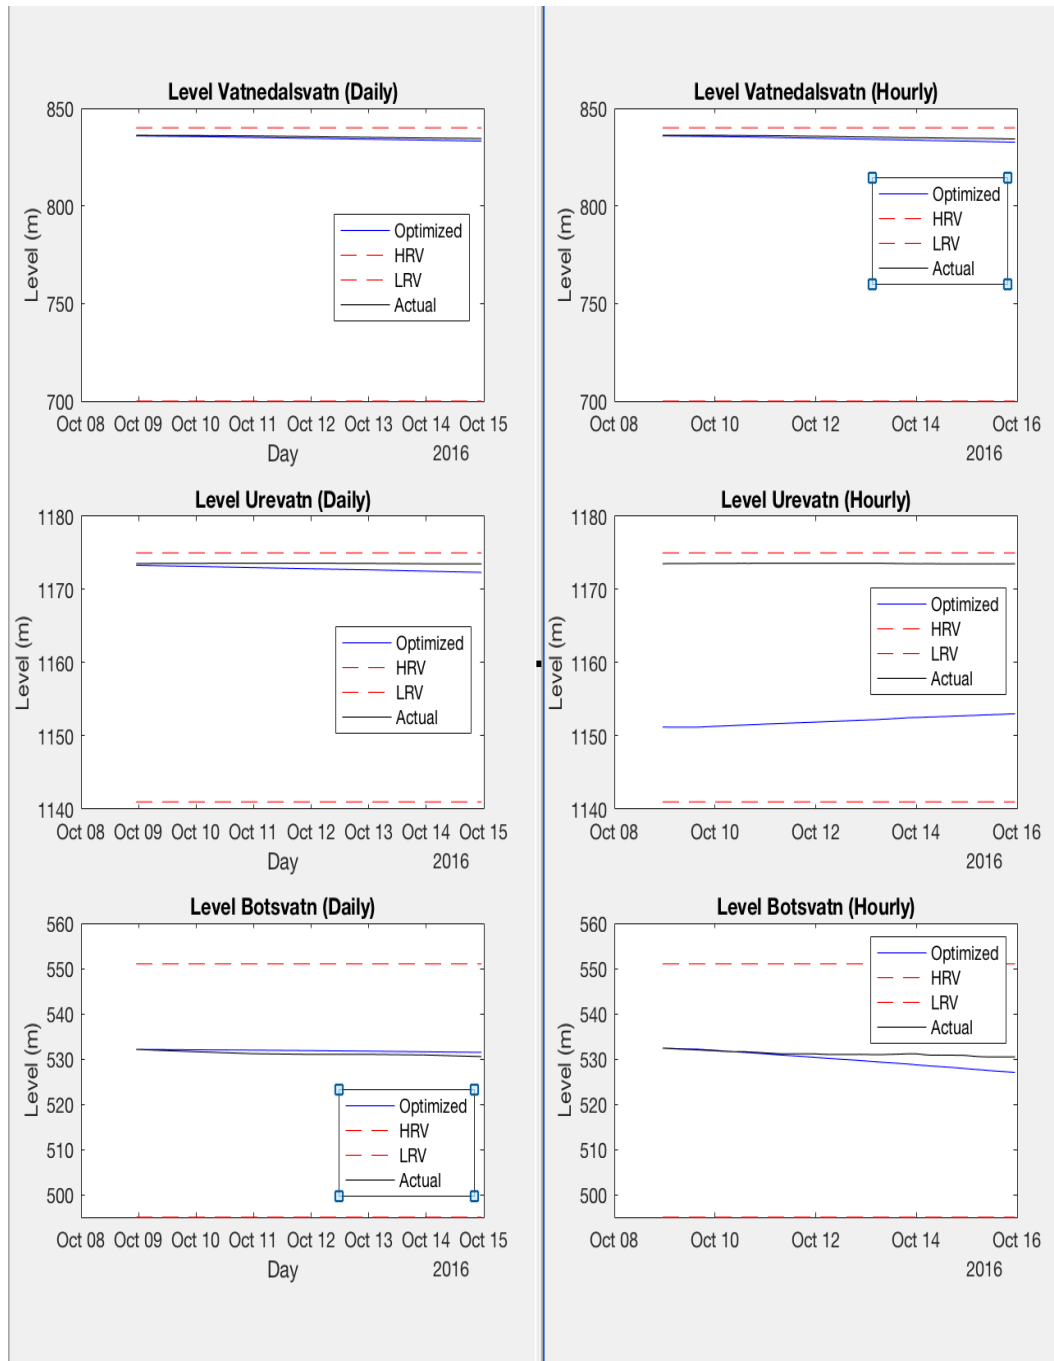 Level Vatnedalsvatn (Daily)
850
800
750
700
Level (m)
Optimized
HRV
LRV
Actual
Oct 08 Oct 09 Oct 10 Oct 11 Oct 12 Oct 13 Oct 14 Oct 15
Day
2016
Level Vatnedalsvatn (Hourly)
850
800
750
700
Level (m)
Optimized
HRV
LRV
Actual
Oct 08 Oct 10 Oct 12 Oct 14 Oct 16
2016
Level Urevatn (Daily)
1180
1170
1160
1150
1140
Level (m)
Optimized
HRV
LRV
Actual
Oct 08 Oct 09 Oct 10 Oct 11 Oct 12 Oct 13 Oct 14 Oct 15
Day
2016
Level Urevatn (Hourly)
1180
1170
1160
1150
1140
Level (m)
Optimized
HRV
LRV
Actual
Oct 08 Oct 10 Oct 12 Oct 14 Oct 16
2016
Level Botsvatn (Daily)
560
550
540
530
520
510
500
Level (m)
Optimized
HRV
LRV
Actual
Oct 08 Oct 09 Oct 10 Oct 11 Oct 12 Oct 13 Oct 14 Oct 15
Day
2016
Level Botsvatn (Hourly)
560
550
540
530
520
510
500
Level (m)
Optimized
HRV
LRV
Actual
Oct 08 Oct 10 Oct 12 Oct 14 Oct 16
2016